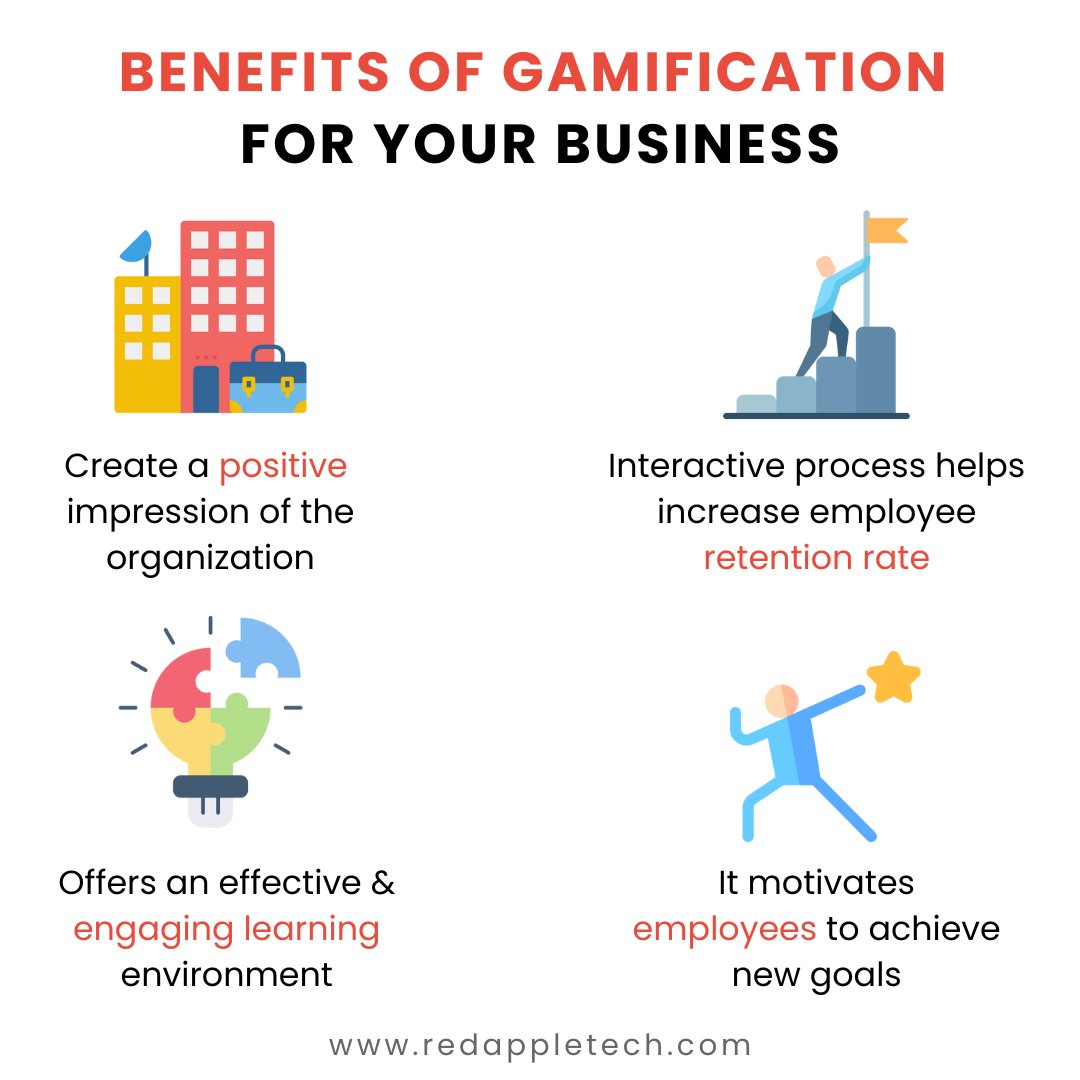 BENEFITS OF GAMIFICATION
FOR YOUR BUSINESS
Create a positive
impression of the
organization
Interactive process helps
increase employee
retention rate
Offers an effective &
engaging learning
environment
It motivates
employees to achieve
new goals
www.redappletech.com